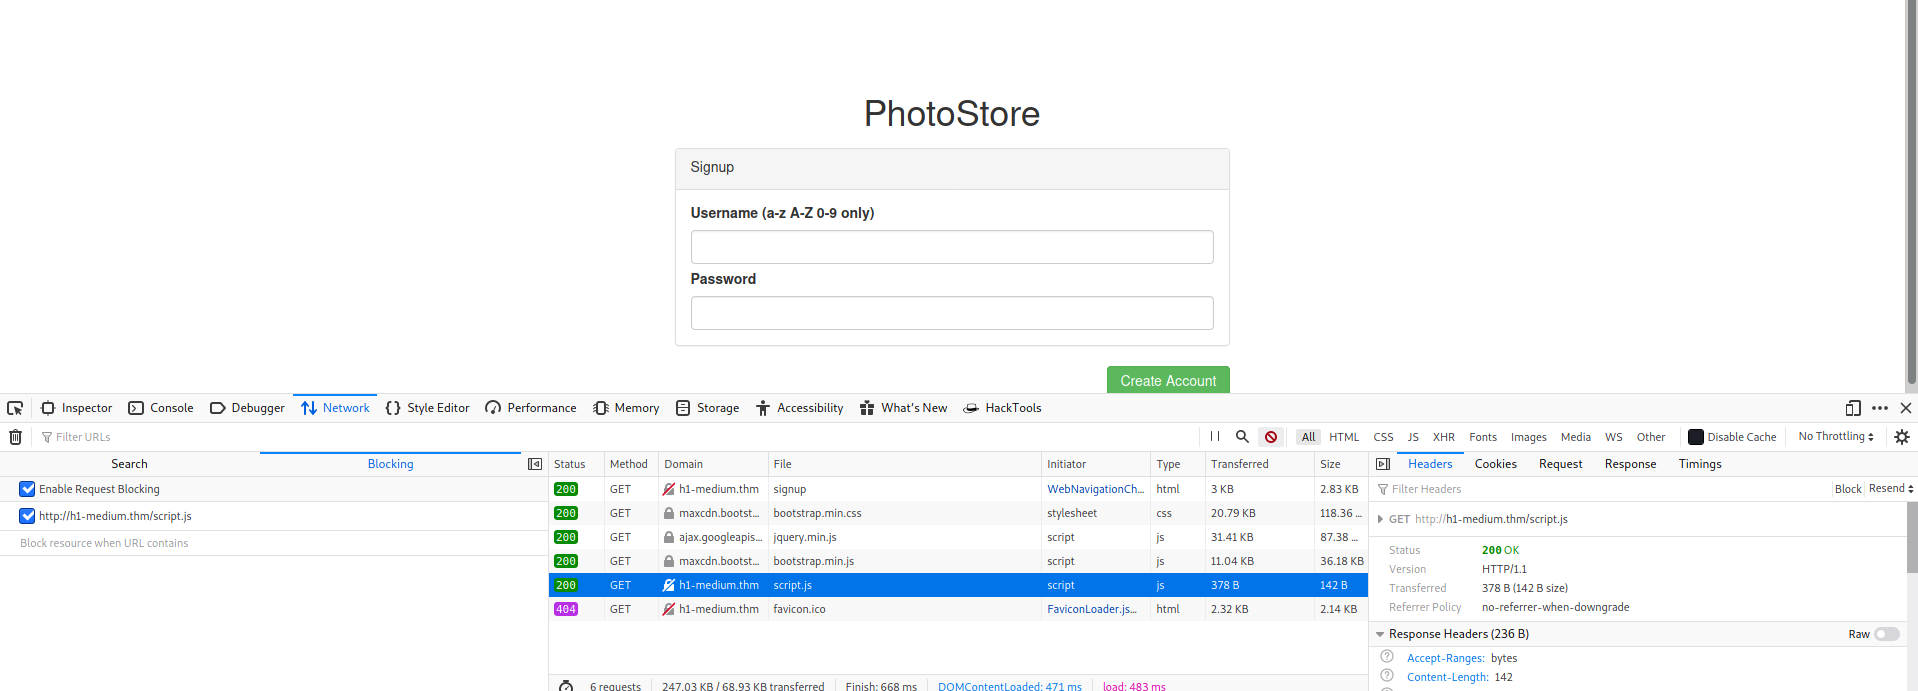 PhotoStore
Signup
Username (a-z A-Z 0-9 only)
Password
Create Account
Inspector Console Debugger Network Style Editor Performance Memory Storage Accessibility What's New HackTools
Filter URLs All HTML CSS JS XHR Fonts Images Media WS Other Disable Cache No Throttling
Search Blocking Status Method Domain File Initiator Type Transferred Size Headers Cookies Request Response Timings
Enable Request Blocking
http://h1-medium.thm/script.js
Block resource when URL contains
200 GET h1-medium.thm signup WebNavigationCh... html 3 KB 2.83 KB
200 GET maxcdn.bootst... bootstrap.min.css stylesheet css 20.79 KB 118.36 ...
200 GET ajax.googleapis... jquery.min.js script js 31.41 KB 87.38 ...
200 GET maxcdn.bootst... bootstrap.min.js script js 11.04 KB 36.18 KB
200 GET h1-medium.thm script.js script js 378 B 142 B
404 GET h1-medium.thm favicon.ico FaviconLoader.js... html 2.32 KB 2.14 KB
6 requests 247.03 KB / 68.93 KB transferred Finish: 668 ms DOMContentLoaded: 471 ms load: 483 ms
Filter Headers Block Resend
GET http://h1-medium.thm/script.js
Status 200 OK
Version HTTP/1.1
Transferred 378 B (142 B size)
Referrer Policy no-referrer-when-downgrade
Response Headers (236 B) Raw
? Accept-Ranges: bytes
? Content-Length: 142